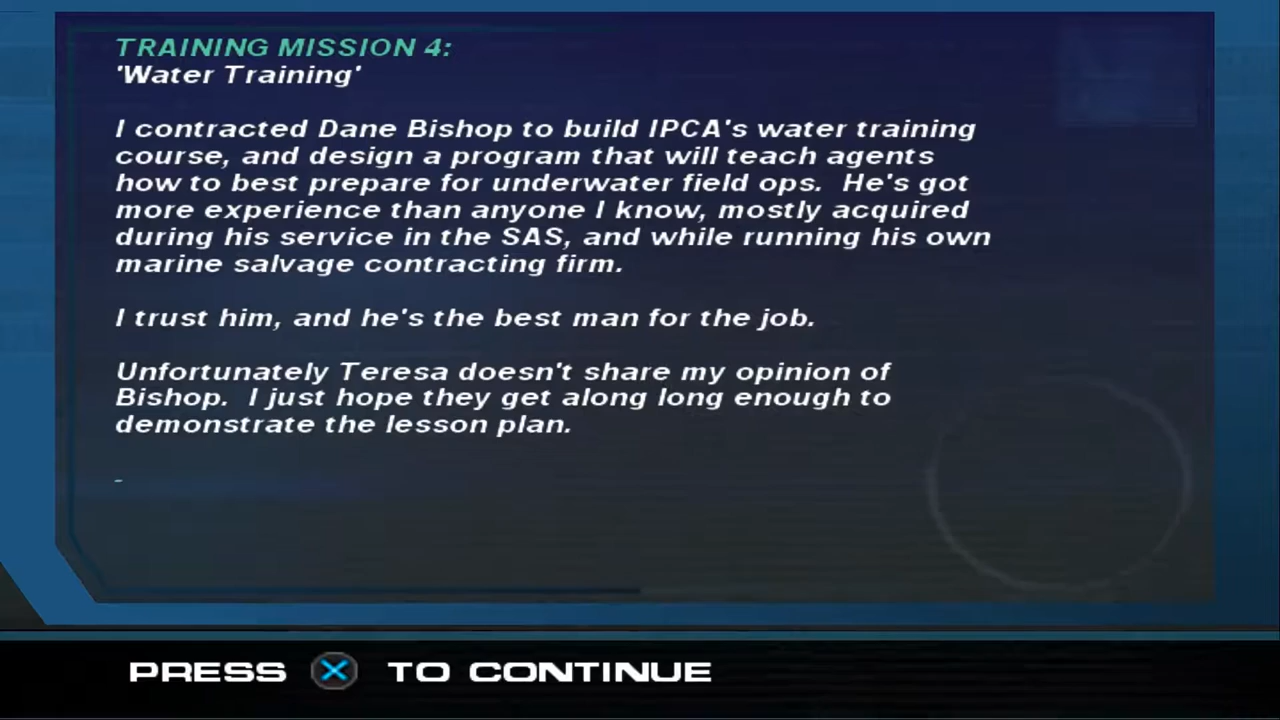 TRAINING MISSION 4:
'Water Training'
I contracted Dane Bishop to build IPCA's water training
course, and design a program that will teach agents
how to best prepare for underwater field ops.  He's got
more experience than anyone I know, mostly acquired
during his service in the SAS, and while running his own
marine salvage contracting firm.
I trust him, and he's the best man for the job.
Unfortunately Teresa doesn't share my opinion of
Bishop.  I just hope they get along long enough to
demonstrate the lesson plan.
-
PRESS X TO CONTINUE